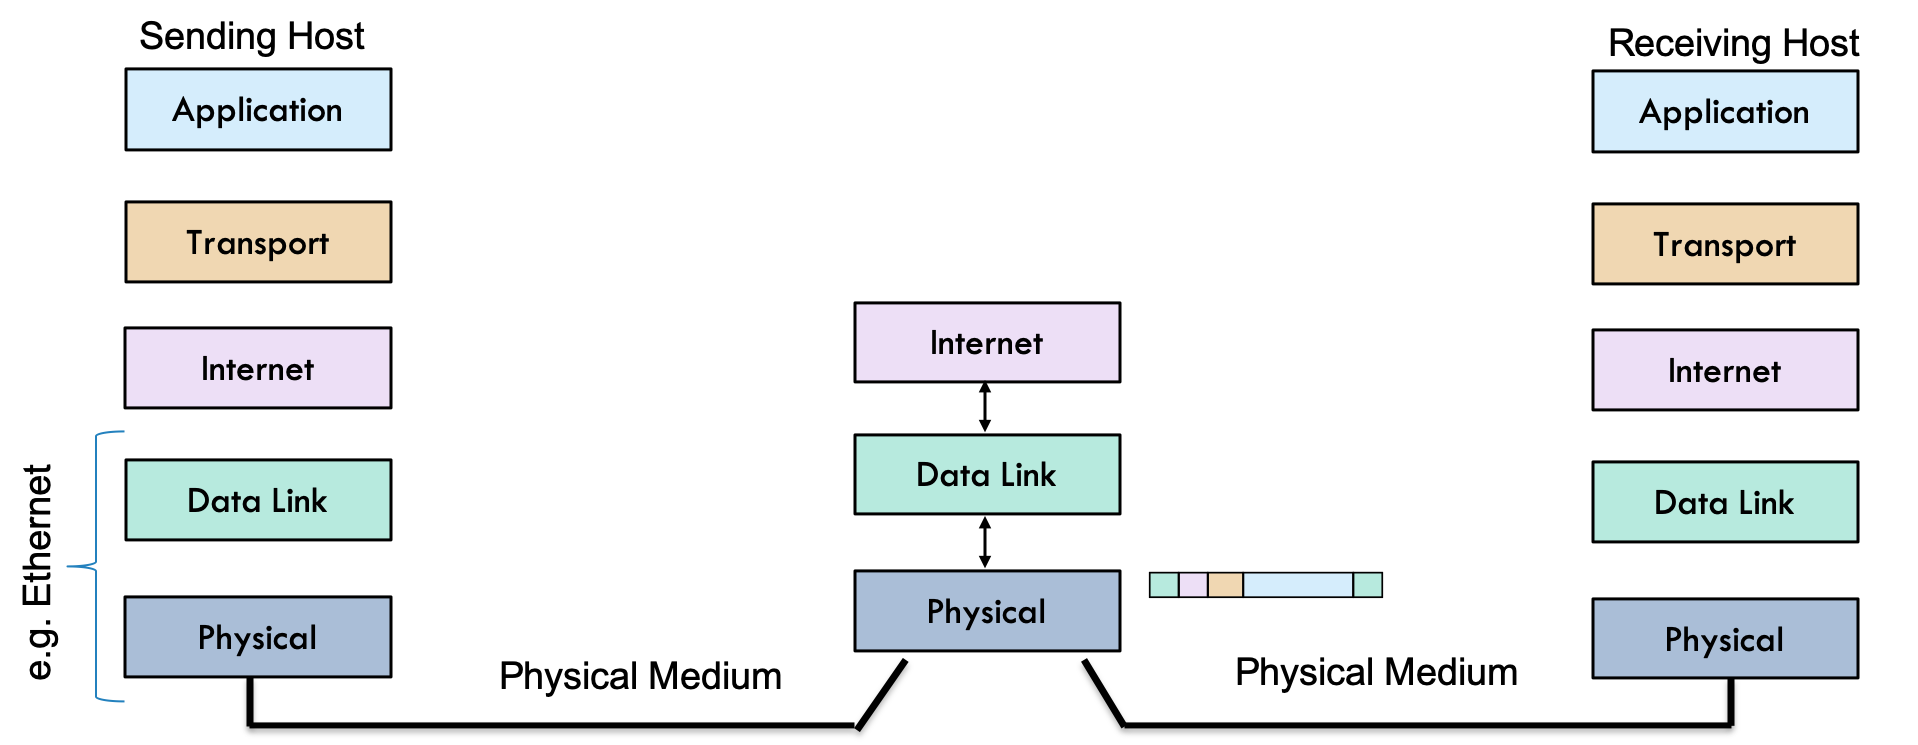 Sending Host
Application
Transport
Internet
Data Link
Physical
e.g. Ethernet
Physical Medium
Internet
Data Link
Physical
Physical Medium
Receiving Host
Application
Transport
Internet
Data Link
Physical